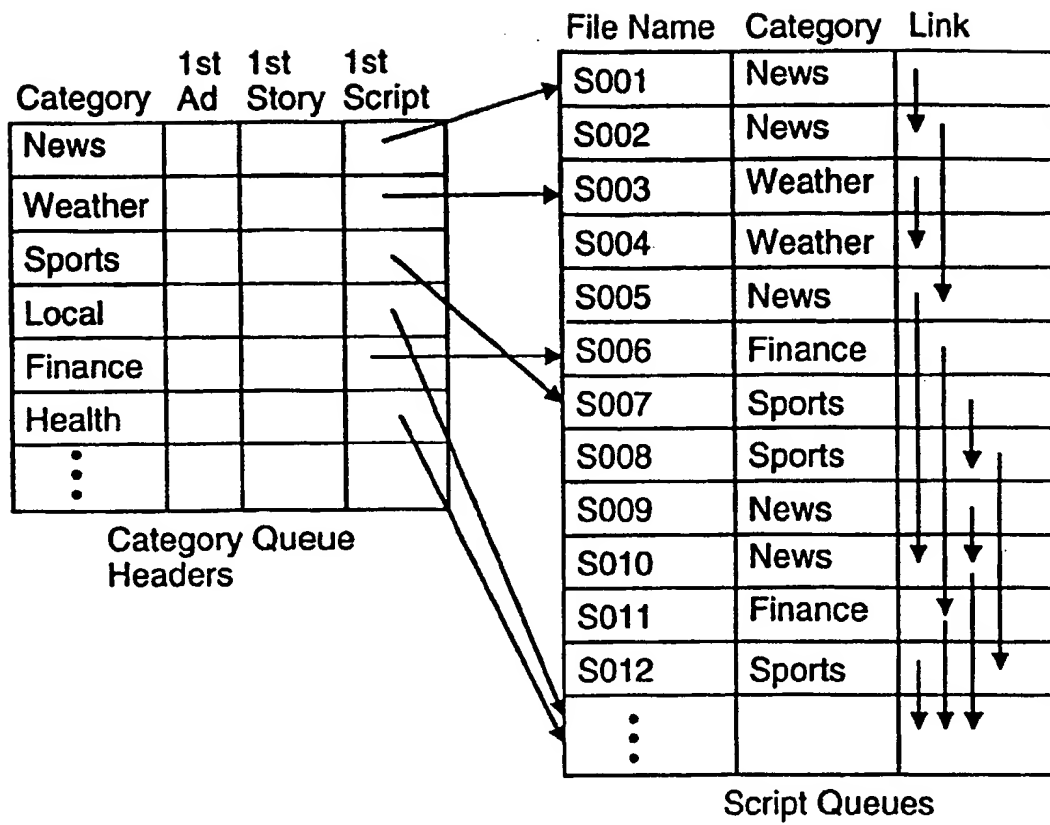 1st 1st 1st
Category Ad Story Script
News
Weather
Sports
Local
Finance
Health
Category Queue
Headers
File Name Category Link
S001 News
S002 News
S003 Weather
S004 Weather
S005 News
S006 Finance
S007 Sports
S008 Sports
S009 News
S010 News
S011 Finance
S012 Sports
Script Queues